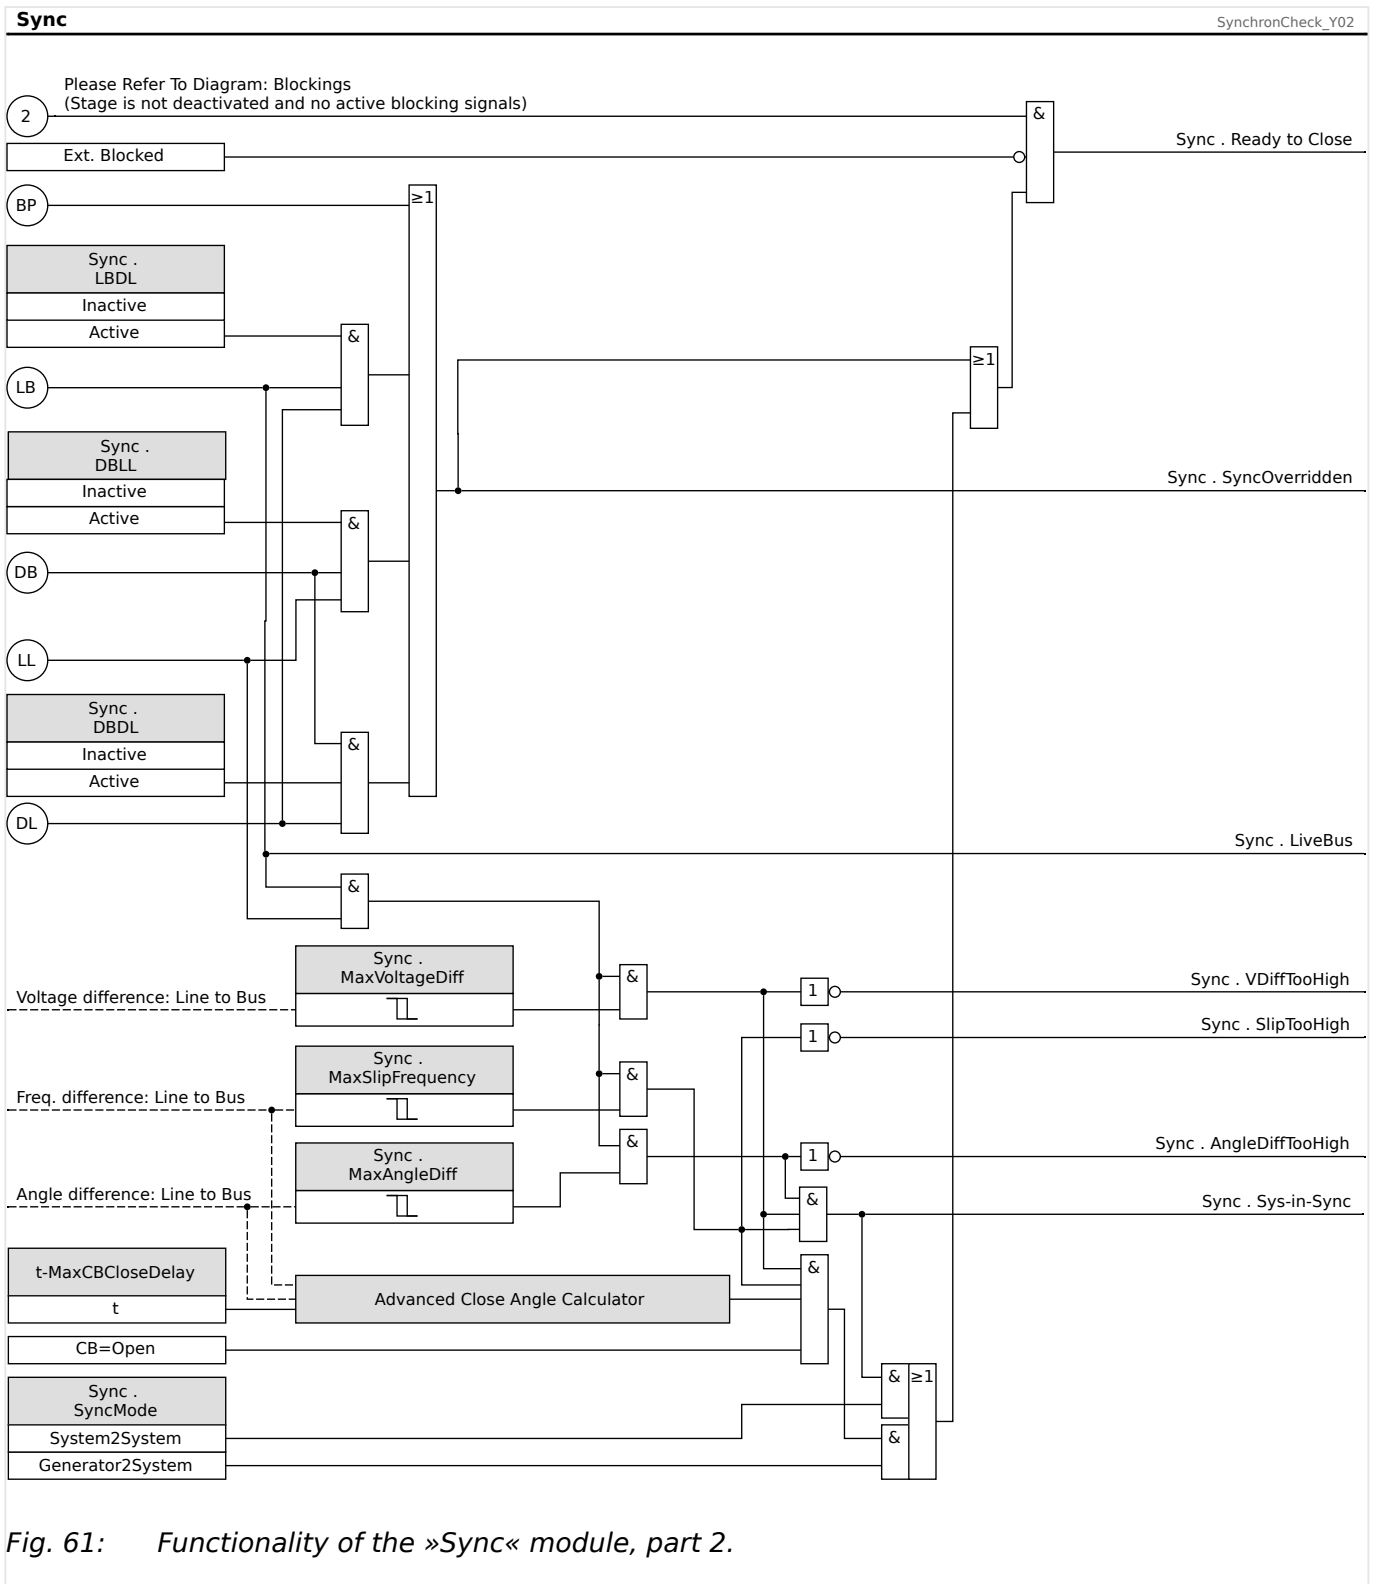 Sync
SynchronCheck_Y02
Please Refer To Diagram: Blockings
(Stage is not deactivated and no active blocking signals)
2
&
Sync . Ready to Close
Ext. Blocked
BP
≥1
Sync .
LBDL
Inactive
Active
&
≥1
LB
Sync .
DBLL
Inactive
Active
&
Sync . SyncOverridden
DB
LL
Sync .
DBDL
Inactive
Active
&
DL
Sync . LiveBus
&
Sync .
MaxVoltageDiff
&
Voltage difference: Line to Bus
1
Sync . VDiffTooHigh
1
Sync . SlipTooHigh
Sync .
MaxSlipFrequency
&
Freq. difference: Line to Bus
&
Sync .
MaxAngleDiff
1
Sync . AngleDiffTooHigh
Angle difference: Line to Bus
&
Sync . Sys-in-Sync
t-MaxCBCloseDelay
t
&
Advanced Close Angle Calculator
CB=Open
Sync .
SyncMode
System2System
Generator2System
&
≥1
&
Fig. 61: Functionality of the »Sync« module, part 2.